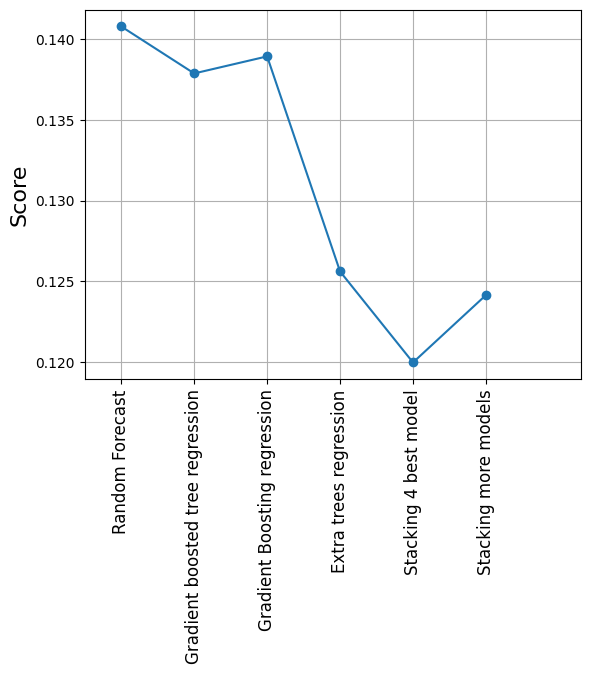 0.140
0.135
0.130
0.125
0.120
Score
Random Forecast
Gradient boosted tree regression
Gradient Boosting regression
Extra trees regression
Stacking 4 best model
Stacking more models